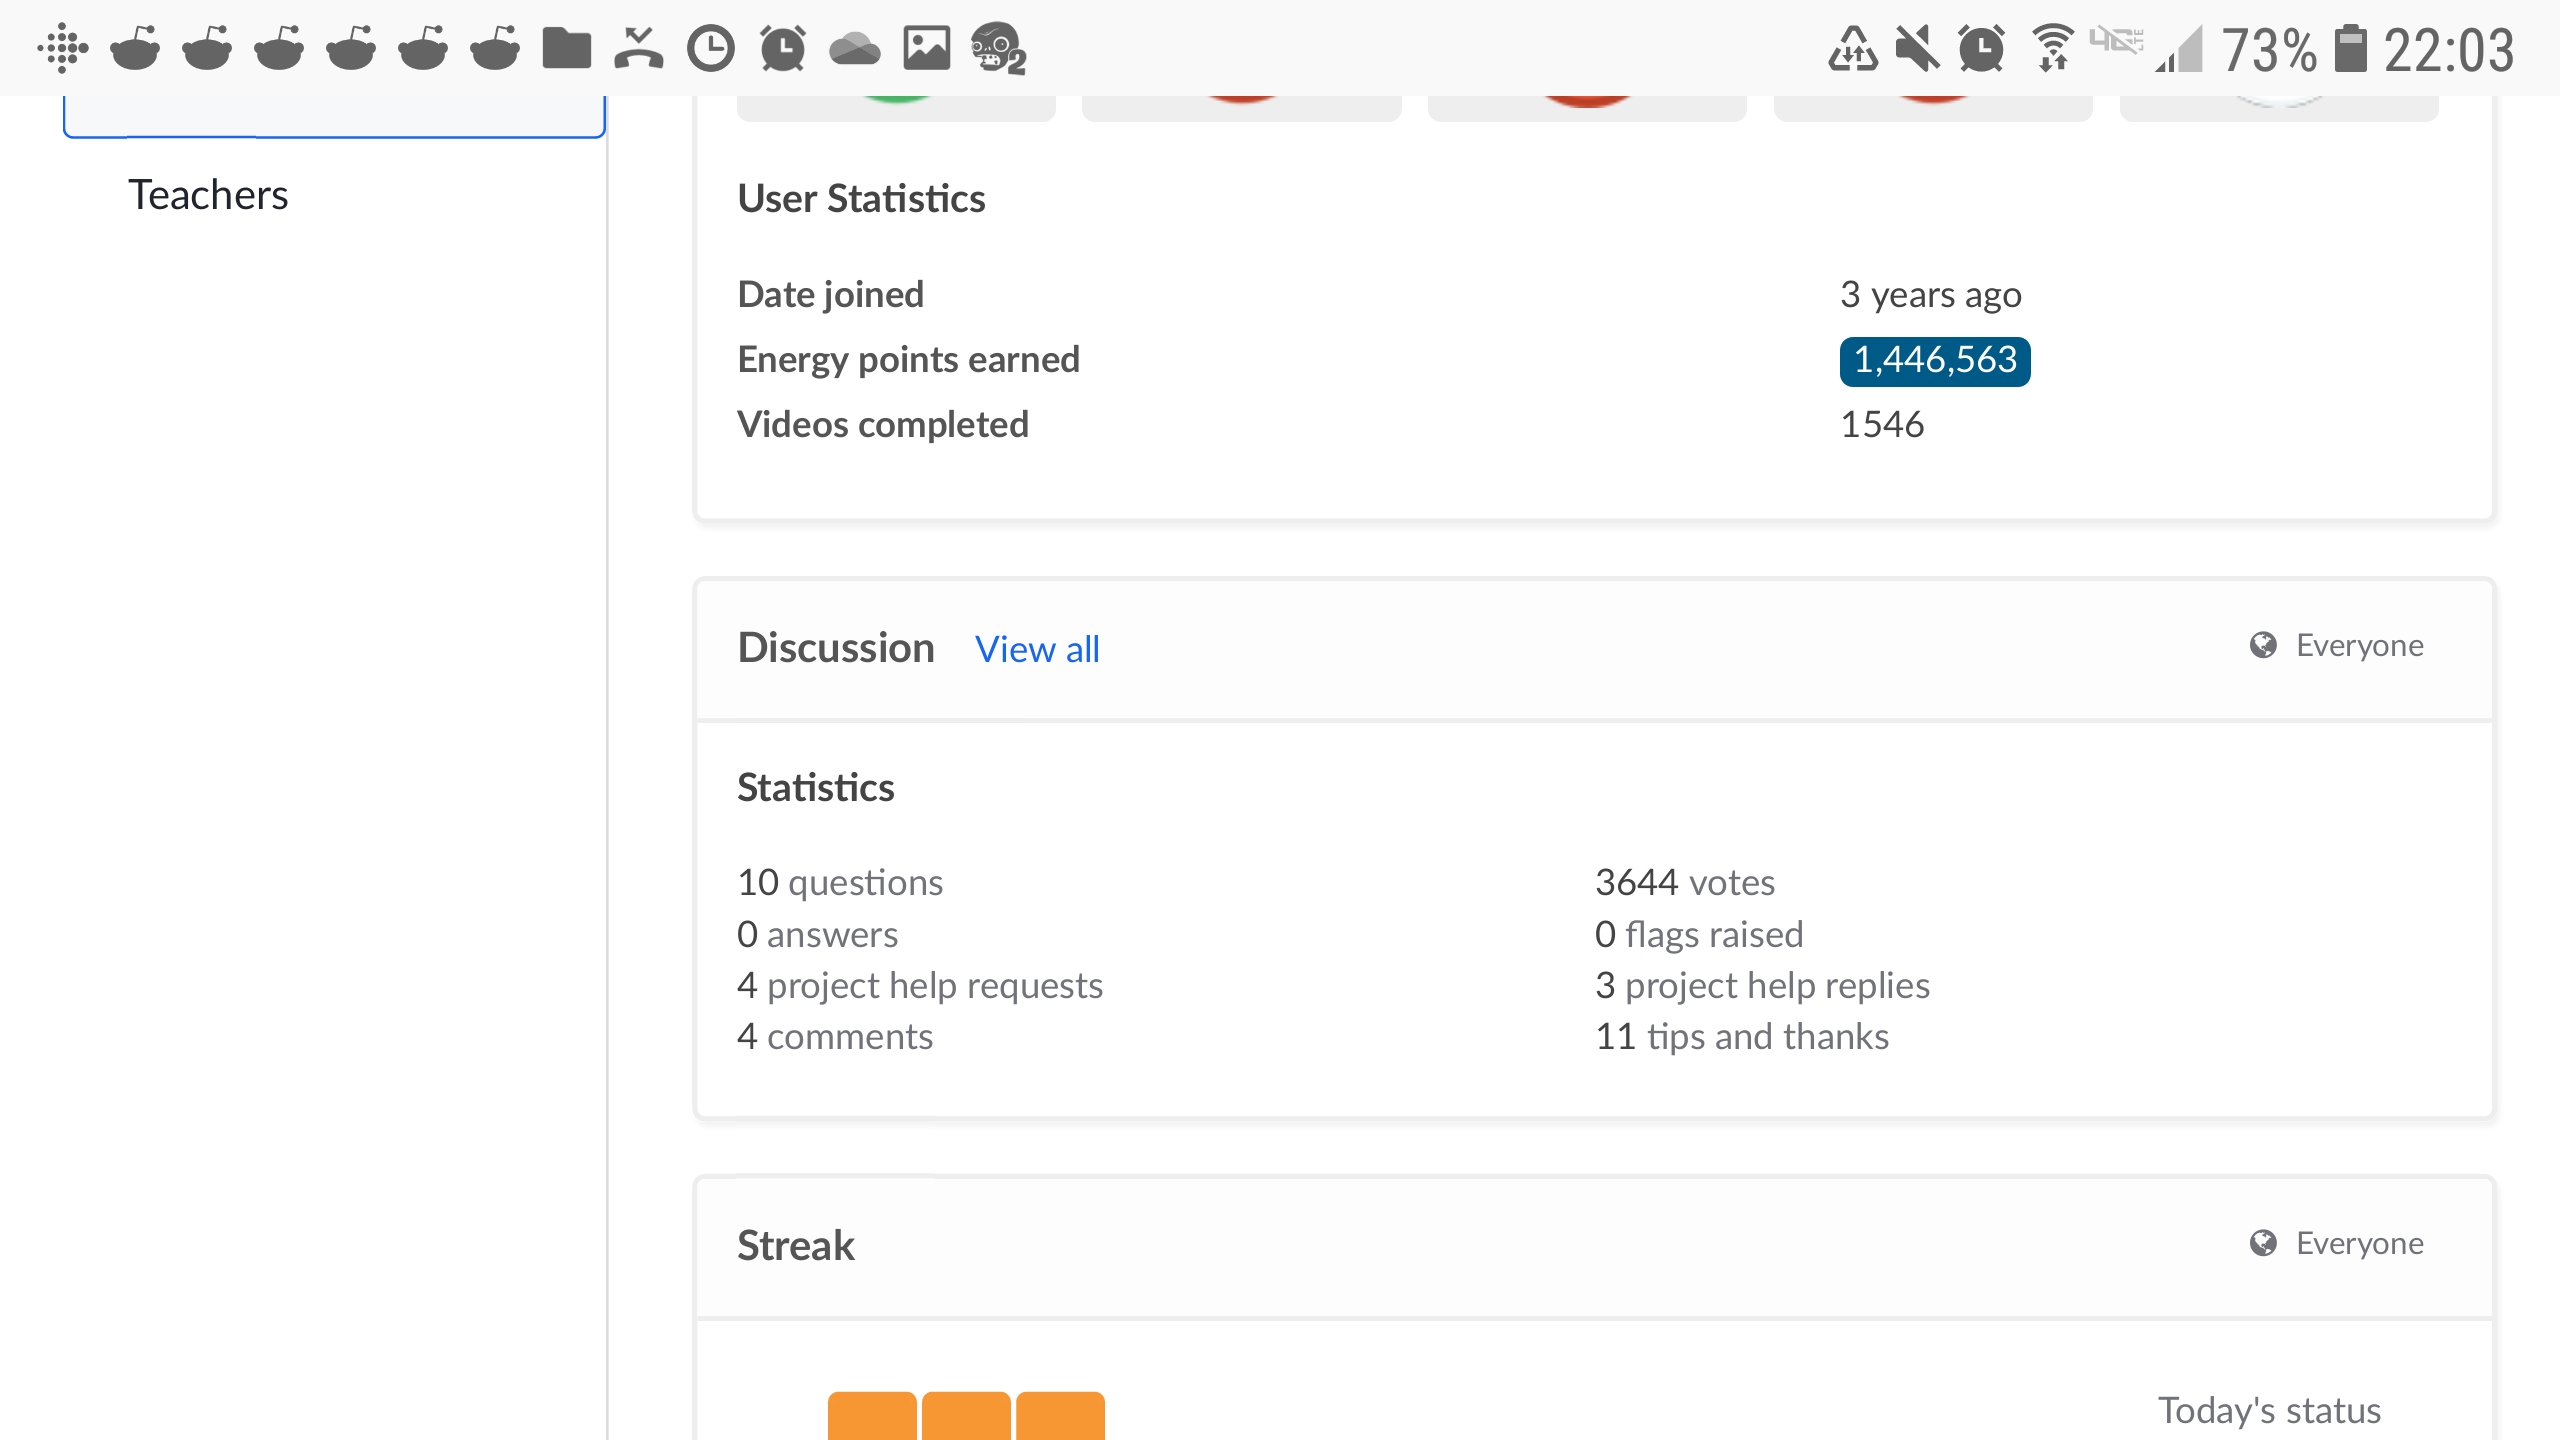 73% 22:03
Teachers
User Statistics
Date joined 3 years ago
Energy points earned 1,446,563
Videos completed 1546
Discussion View all Everyone
Statistics
10 questions 3644 votes
0 answers 0 flags raised
4 project help requests 3 project help replies
4 comments 11 tips and thanks
Streak Everyone
Today's status